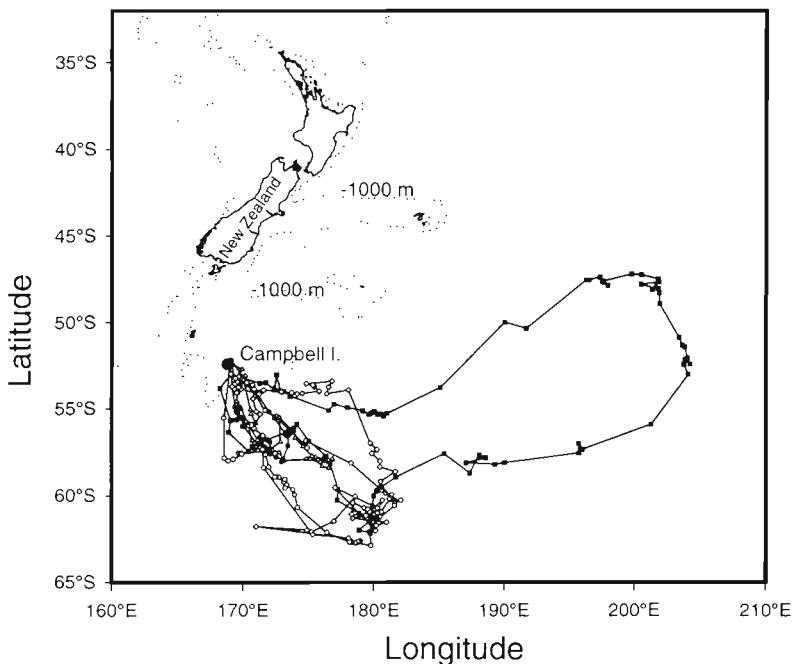 35°S
40°S
45°S
50°S
55°S
60°S
65°S
Latitude
New Zealand
-1000 m
-1000 m
Campbell I.
160°E
170°E
180°E
190°E
200°E
210°E
Longitude